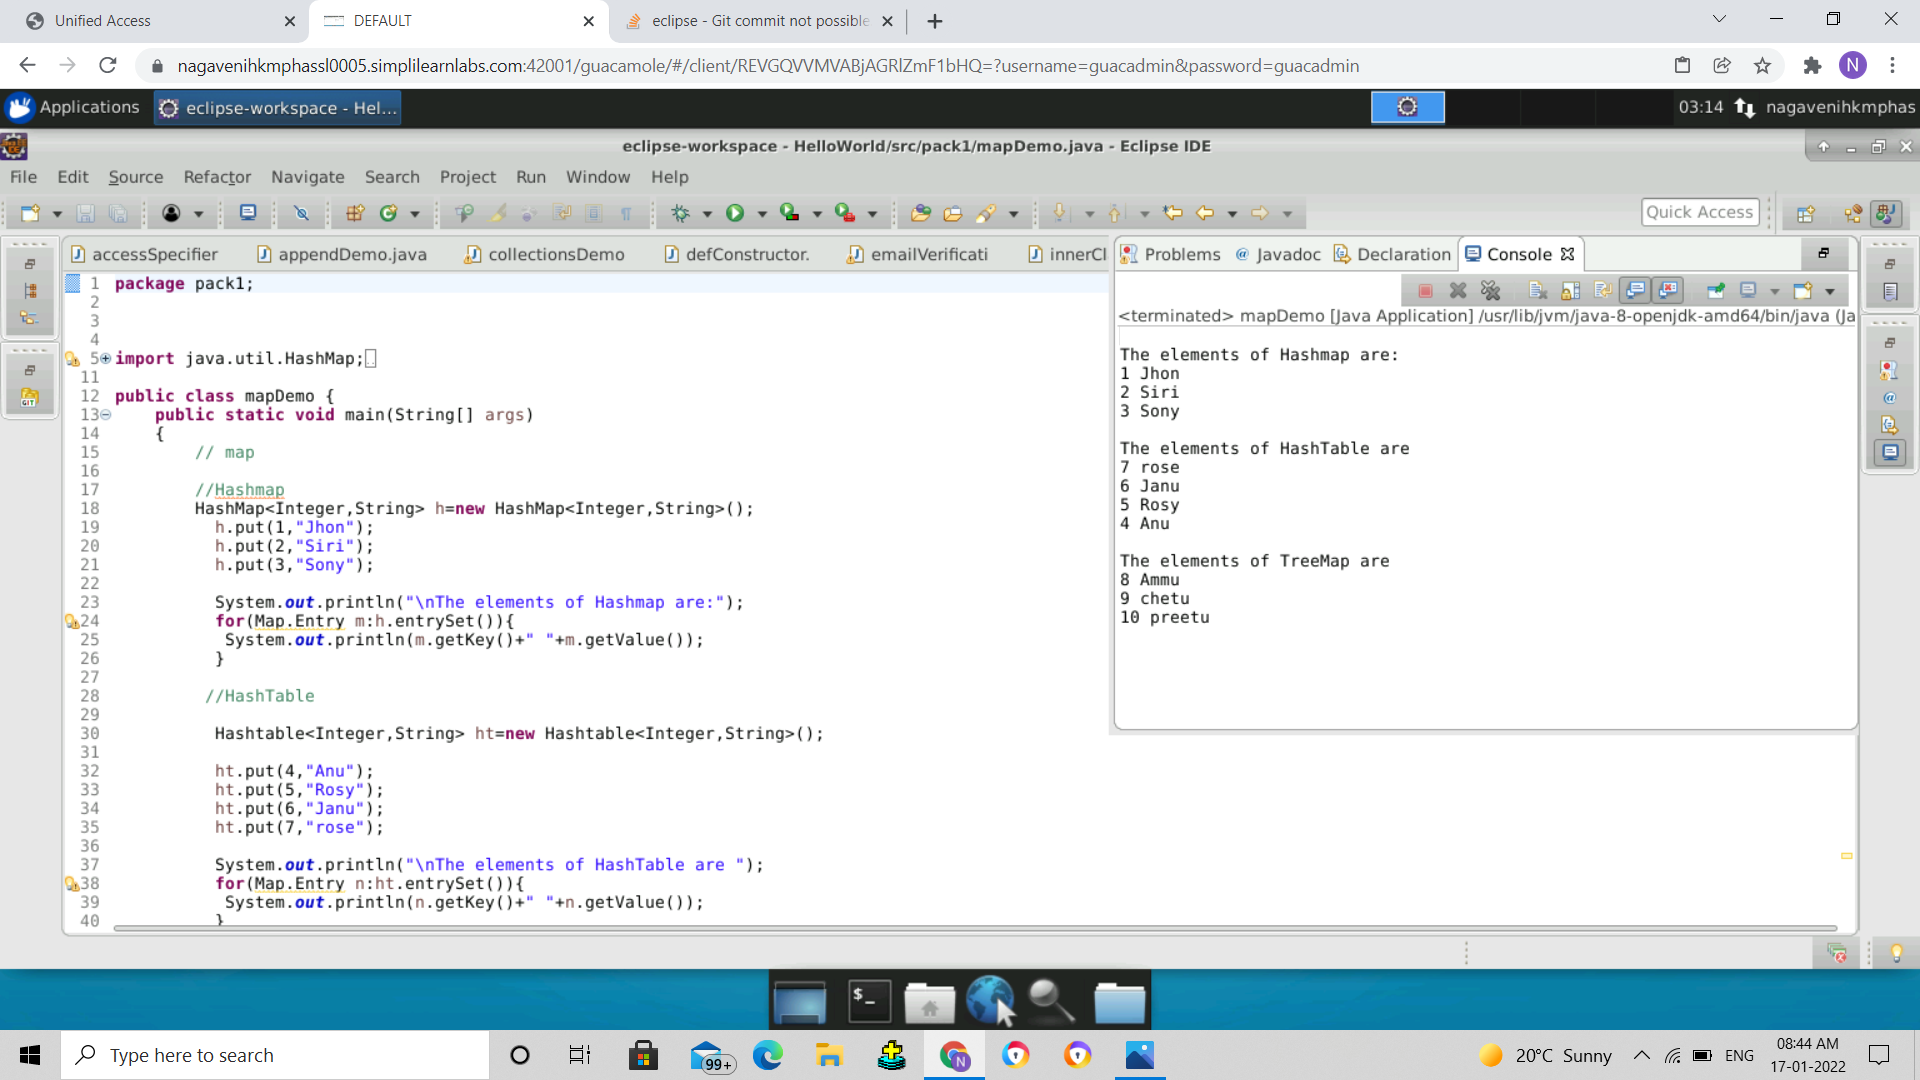 Unified Access
DEFAULT
eclipse - Git commit not possible
nagavenihkmphassl0005.simplilearnlabs.com:42001/guacamole/#/client/REVGQVVMVABjAGRlZmF1bHQ=?username=guacadmin&password=guacadmin
N
Applications
eclipse-workspace - Hel...
03:14
nagavenihkmphas
eclipse-workspace - HelloWorld/src/pack1/mapDemo.java - Eclipse IDE
File Edit Source Refactor Navigate Search Project Run Window Help
Quick Access
accessSpecifier appendDemo.java collectionsDemo defConstructor. emailVerificati innerCl
1 package pack1;
2
3
4
5 import java.util.HashMap;
11
12 public class mapDemo {
13 public static void main(String[] args)
14 {
15 // map
16
17 //Hashmap
18 HashMap<Integer,String> h=new HashMap<Integer,String>();
19 h.put(1,"Jhon");
20 h.put(2,"Siri");
21 h.put(3,"Sony");
22
23 System.out.println("\nThe elements of Hashmap are:");
24 for(Map.Entry m:h.entrySet()){
25 System.out.println(m.getKey()+" "+m.getValue());
26 }
27
28 //HashTable
29
30 Hashtable<Integer,String> ht=new Hashtable<Integer,String>();
31
32 ht.put(4,"Anu");
33 ht.put(5,"Rosy");
34 ht.put(6,"Janu");
35 ht.put(7,"rose");
36
37 System.out.println("\nThe elements of HashTable are ");
38 for(Map.Entry n:ht.entrySet()){
39 System.out.println(n.getKey()+" "+n.getValue());
40 }
Problems Javadoc Declaration Console
<terminated> mapDemo [Java Application] /usr/lib/jvm/java-8-openjdk-amd64/bin/java (Ja
The elements of Hashmap are:
1 Jhon
2 Siri
3 Sony
The elements of HashTable are
7 rose
6 Janu
5 Rosy
4 Anu
The elements of TreeMap are
8 Ammu
9 chetu
10 preetu
GIT
$_
Type here to search
99+
N
20°C Sunny
ENG
08:44 AM
17-01-2022